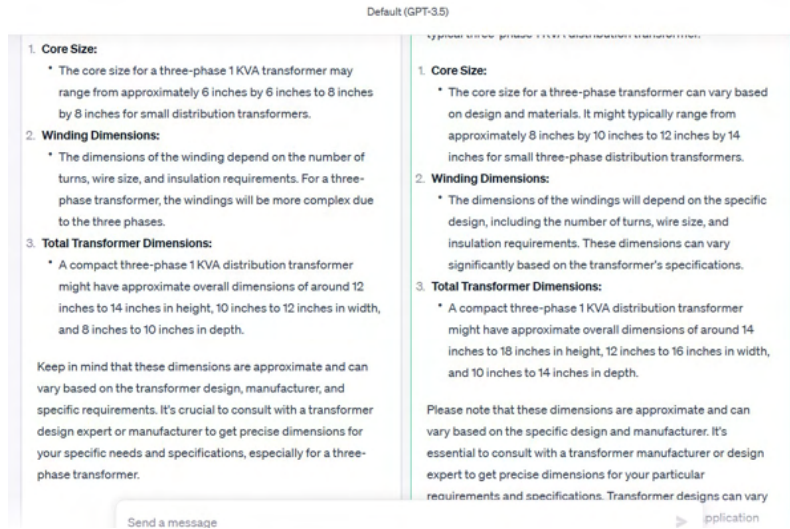 Default (GPT-3.5)
1. Core Size:
• The core size for a three-phase 1 KVA transformer may
range from approximately 6 inches by 6 inches to 8 inches
by 8 inches for small distribution transformers.
2. Winding Dimensions:
• The dimensions of the winding depend on the number of
turns, wire size, and insulation requirements. For a three-
phase transformer, the windings will be more complex due
to the three phases.
3. Total Transformer Dimensions:
• A compact three-phase 1 KVA distribution transformer
might have approximate overall dimensions of around 12
inches to 14 inches in height, 10 inches to 12 inches in width,
and 8 inches to 10 inches in depth.
Keep in mind that these dimensions are approximate and can
vary based on the transformer design, manufacturer, and
specific requirements. It's crucial to consult with a transformer
design expert or manufacturer to get precise dimensions for
your specific needs and specifications, especially for a three-
phase transformer.
typical three-phase 1 KVA distribution transformer.
1. Core Size:
• The core size for a three-phase transformer can vary based
on design and materials. It might typically range from
approximately 8 inches by 10 inches to 12 inches by 14
inches for small three-phase distribution transformers.
2. Winding Dimensions:
• The dimensions of the windings will depend on the specific
design, including the number of turns, wire size, and
insulation requirements. These dimensions can vary
significantly based on the transformer's specifications.
3. Total Transformer Dimensions:
• A compact three-phase 1 KVA distribution transformer
might have approximate overall dimensions of around 14
inches to 18 inches in height, 12 inches to 16 inches in width,
and 10 inches to 14 inches in depth.
Please note that these dimensions are approximate and can
vary based on the specific design and manufacturer. It's
essential to consult with a transformer manufacturer or design
expert to get precise dimensions for your particular
requirements and specifications. Transformer designs can vary
pplication
Send a message